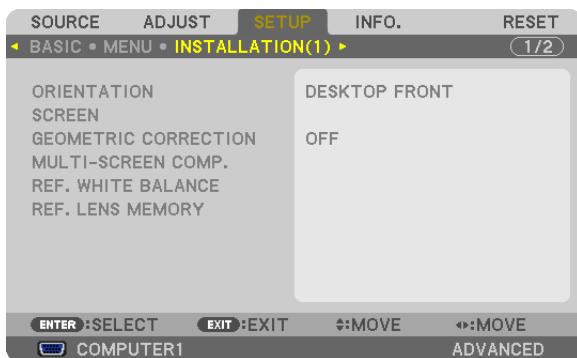 SOURCE ADJUST SETUP INFO. RESET
BASIC • MENU • INSTALLATION(1) 1/2
ORIENTATION DESKTOP FRONT
SCREEN
GEOMETRIC CORRECTION OFF
MULTI-SCREEN COMP.
REF. WHITE BALANCE
REF. LENS MEMORY
ENTER :SELECT EXIT :EXIT :MOVE :MOVE
COMPUTER1 ADVANCED